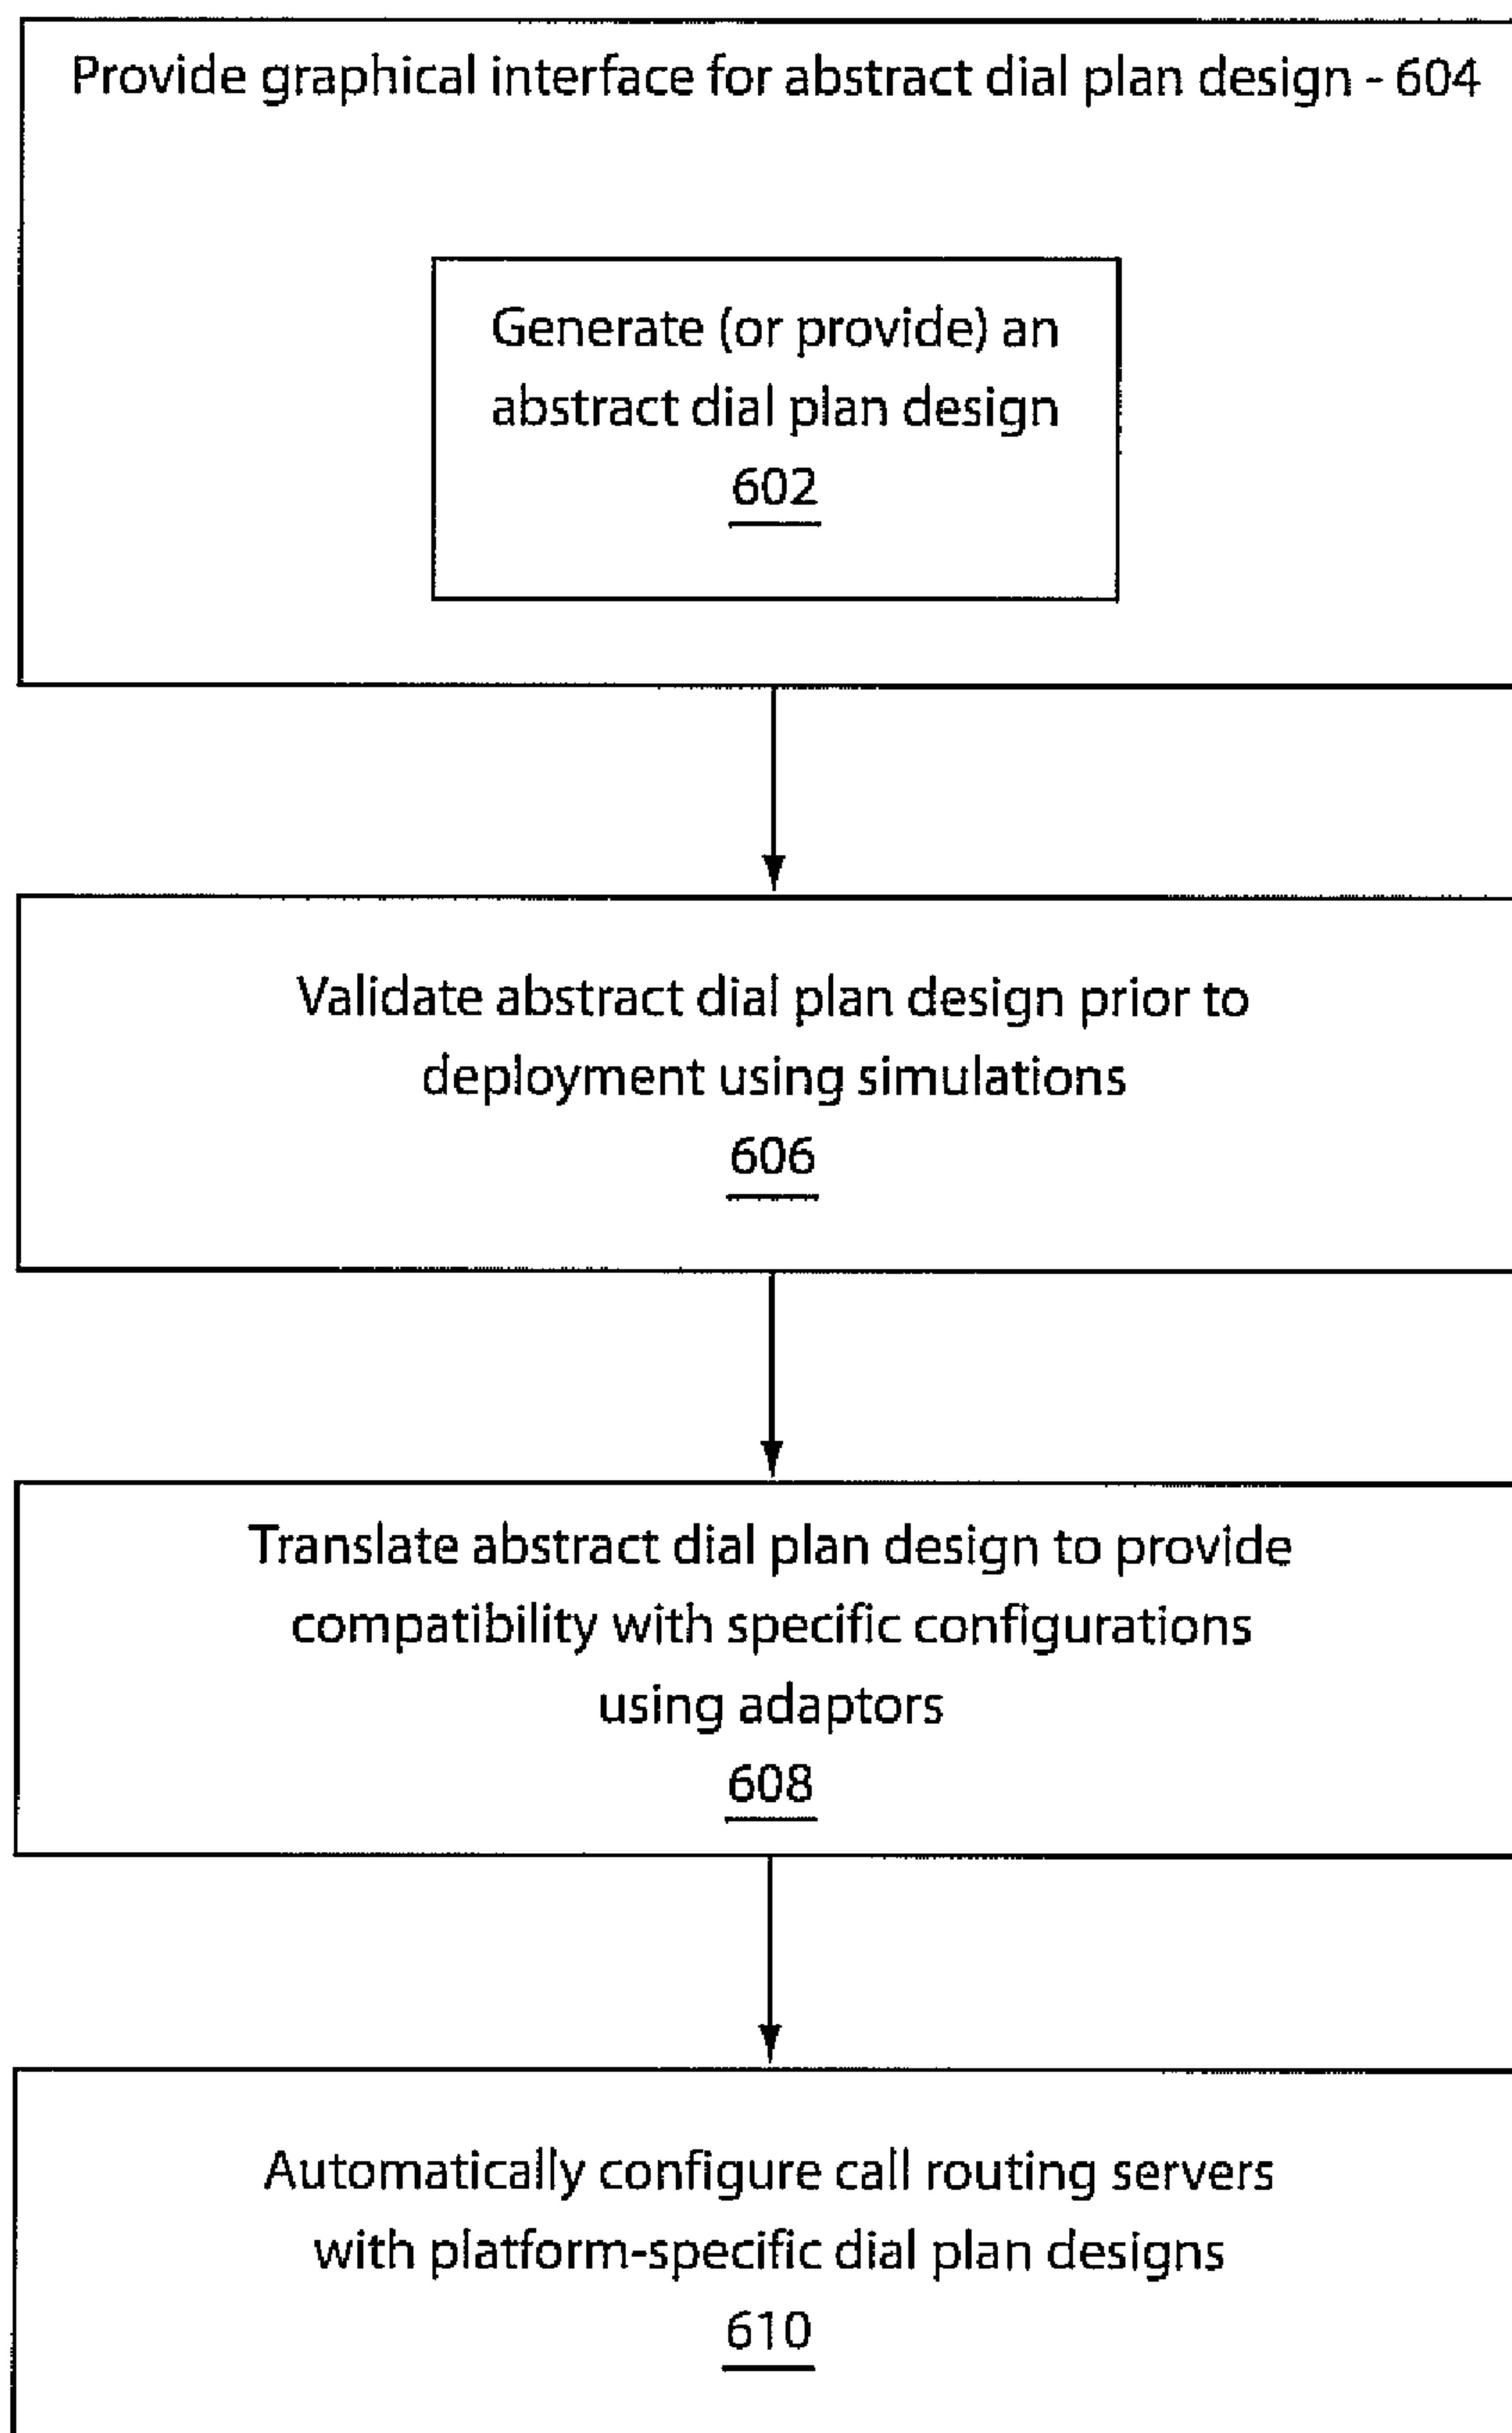 Provide graphical interface for abstract dial plan design - 604
Generate (or provide) an
abstract dial plan design
602
Validate abstract dial plan design prior to
deployment using simulations
606
Translate abstract dial plan design to provide
compatibility with specific configurations
using adaptors
608
Automatically configure call routing servers
with platform-specific dial plan designs
610